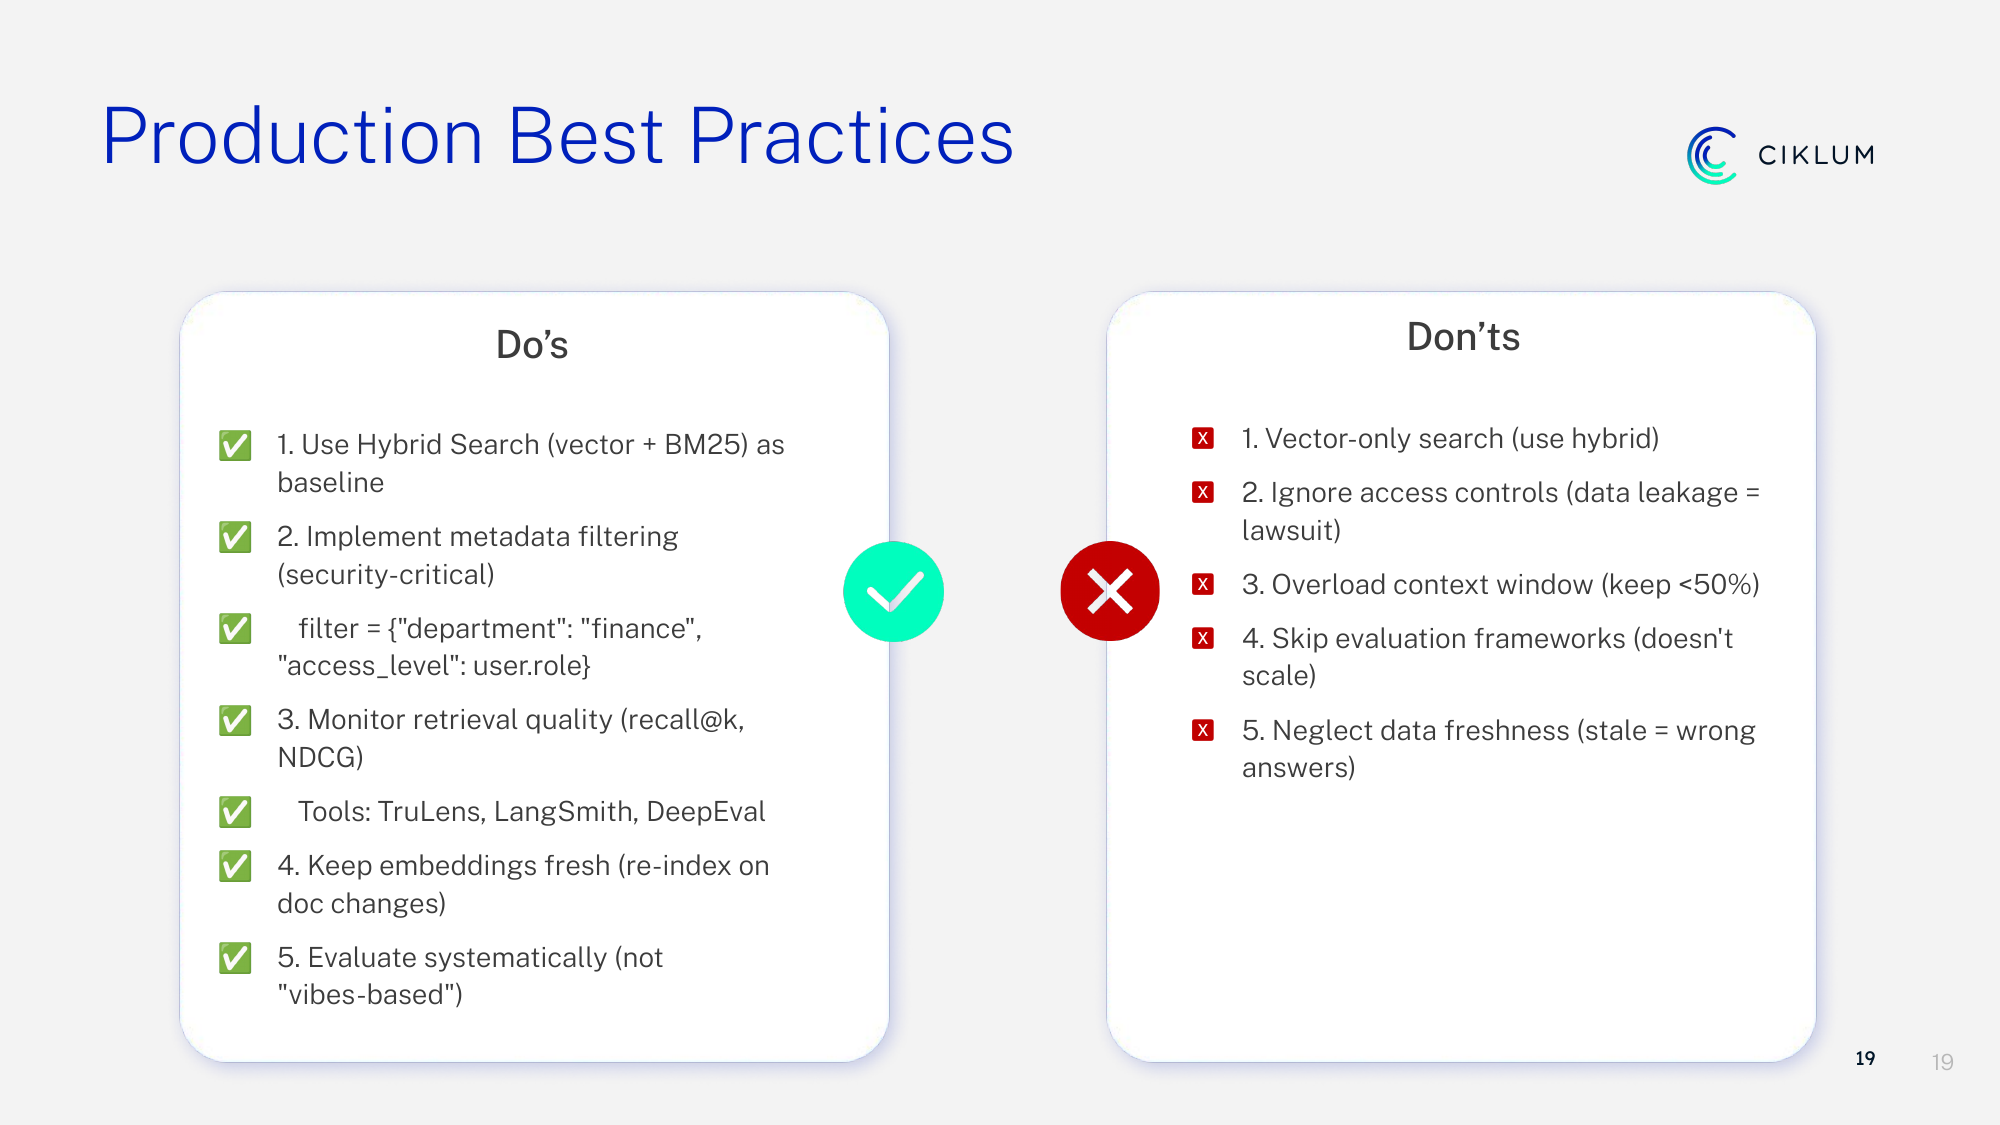 Production Best Practices
CIKLUM
Do’s
✅ 1. Use Hybrid Search (vector + BM25) as
baseline
✅ 2. Implement metadata filtering
(security-critical)
✅ filter = {"department": "finance",
"access_level": user.role}
✅ 3. Monitor retrieval quality (recall@k,
NDCG)
✅ Tools: TruLens, LangSmith, DeepEval
✅ 4. Keep embeddings fresh (re-index on
doc changes)
✅ 5. Evaluate systematically (not
"vibes-based")
Don’ts
x 1. Vector-only search (use hybrid)
x 2. Ignore access controls (data leakage =
lawsuit)
x 3. Overload context window (keep <50%)
x 4. Skip evaluation frameworks (doesn't
scale)
x 5. Neglect data freshness (stale = wrong
answers)
19
19